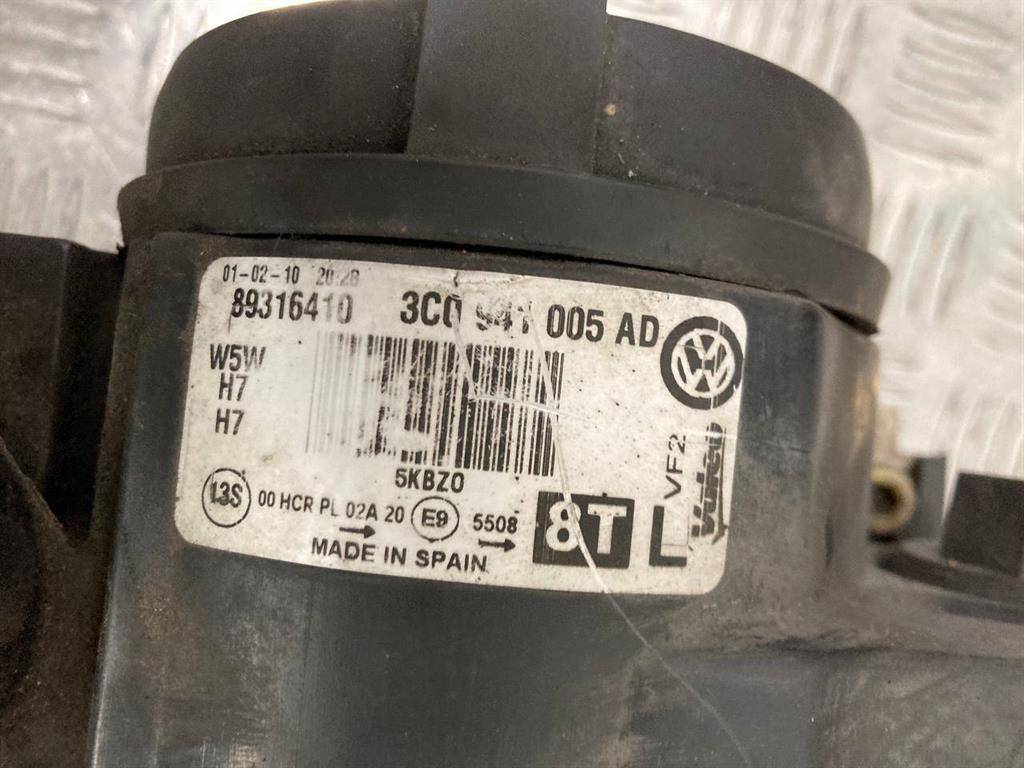 01-02-10 20:28
89316410 3C0 941 005 AD
W5W
H7
H7
5KBZ0
13S 00 HCR PL 02A 20 E9 5508
MADE IN SPAIN
8T L
VF2
Valeo
VW